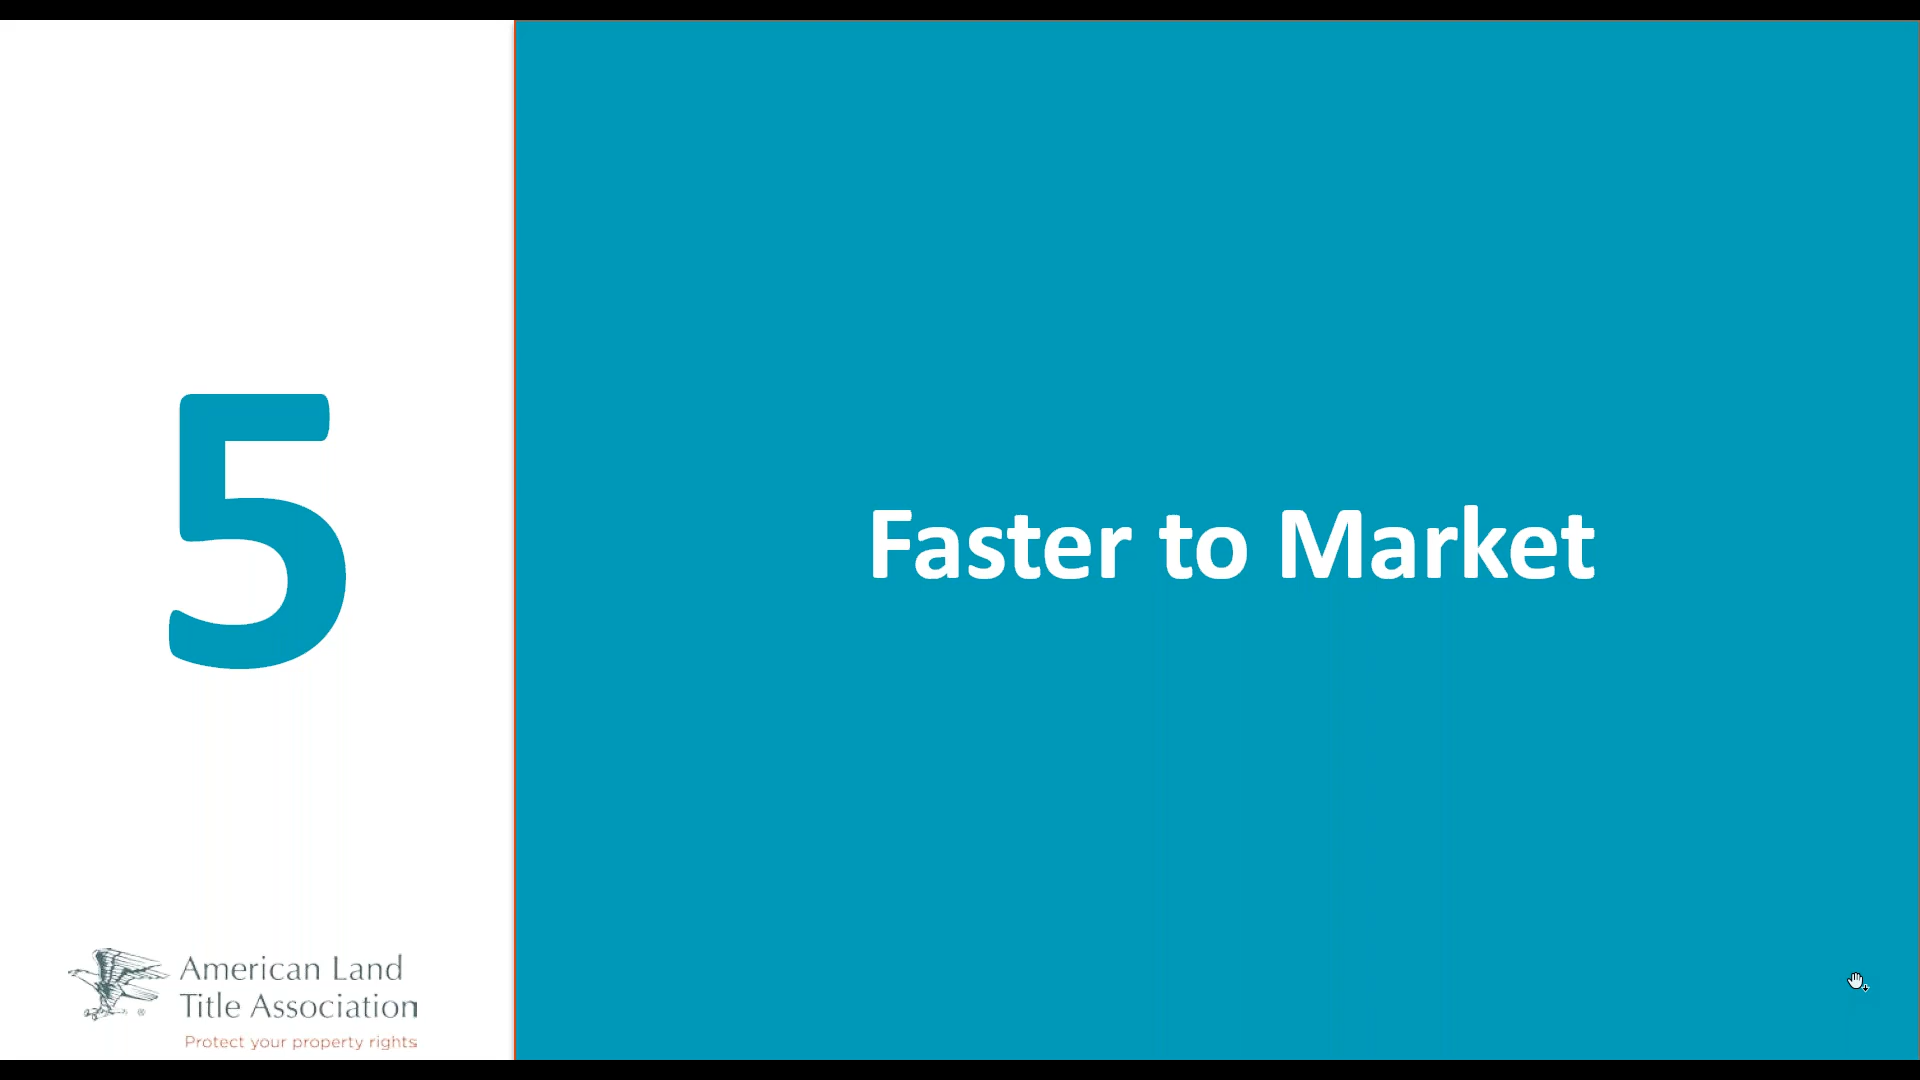 5
Faster to Market
American Land
Title Association
®
Protect your property rights